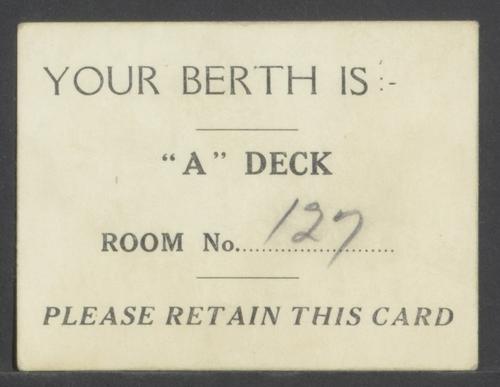 YOUR BERTH IS :-
"A" DECK
ROOM No. 127
PLEASE RETAIN THIS CARD